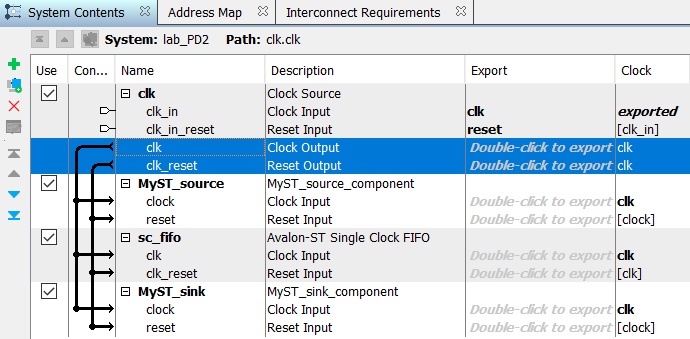 System Contents Address Map Interconnect Requirements
System: lab_PD2 Path: clk.clk
Use Con... Name Description Export Clock
clk Clock Source
clk_in Clock Input clk exported
clk_in_reset Reset Input reset [clk_in]
clk Clock Output Double-click to export clk
clk_reset Reset Output Double-click to export clk
MyST_source MyST_source_component
clock Clock Input Double-click to export clk
reset Reset Input Double-click to export [clock]
sc_fifo Avalon-ST Single Clock FIFO
clk Clock Input Double-click to export clk
clk_reset Reset Input Double-click to export [clk]
MyST_sink MyST_sink_component
clock Clock Input Double-click to export clk
reset Reset Input Double-click to export [clock]